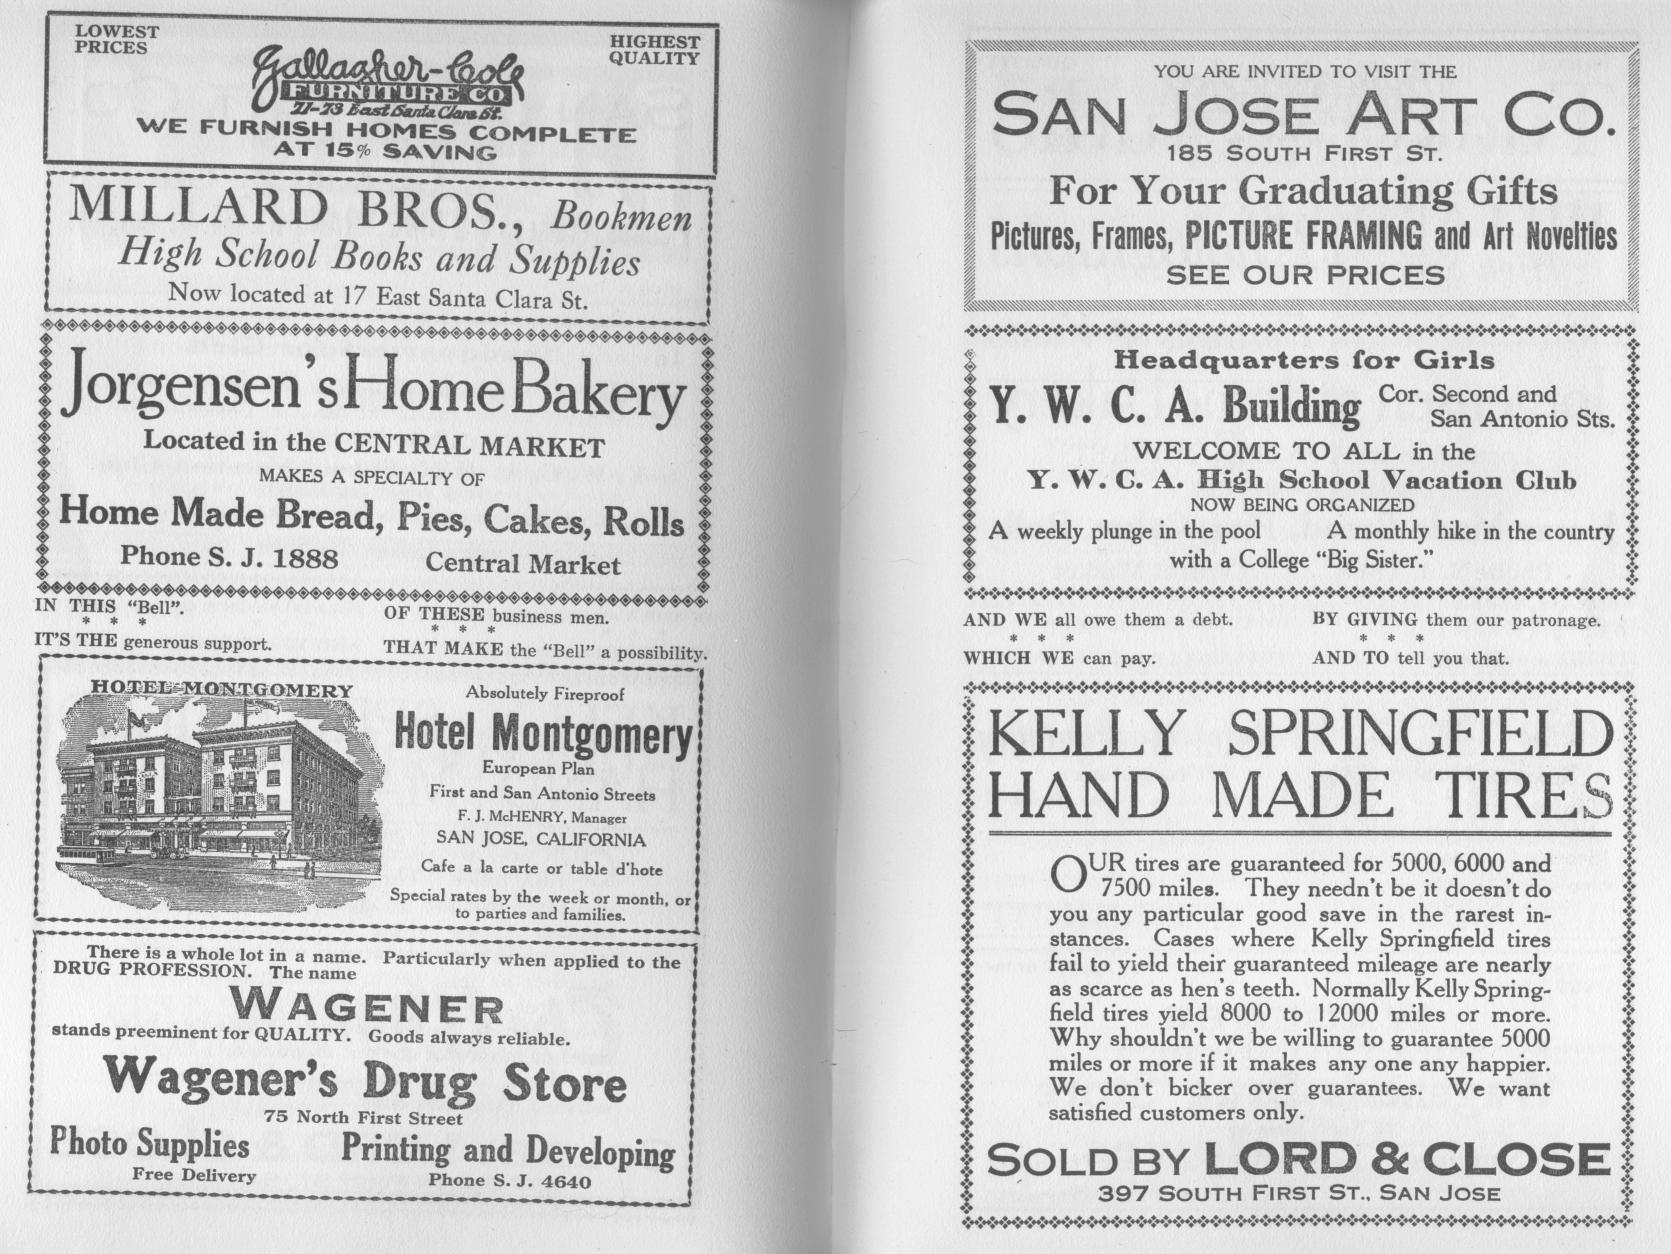 LOWEST
PRICES
HIGHEST
QUALITY
Gallagher-Cole
FURNITURE CO
71-73 East Santa Clara St.
WE FURNISH HOMES COMPLETE
AT 15% SAVING
MILLARD BROS., Bookmen
High School Books and Supplies
Now located at 17 East Santa Clara St.
Jorgensen's Home Bakery
Located in the CENTRAL MARKET
MAKES A SPECIALTY OF
Home Made Bread, Pies, Cakes, Rolls
Phone S. J. 1888 Central Market
IN THIS "Bell".
* * *
IT'S THE generous support.
OF THESE business men.
* * *
THAT MAKE the "Bell" a possibility.
HOTEL-MONTGOMERY
Absolutely Fireproof
Hotel Montgomery
European Plan
First and San Antonio Streets
F. J. McHENRY, Manager
SAN JOSE, CALIFORNIA
Cafe a la carte or table d'hote
Special rates by the week or month, or
to parties and families.
There is a whole lot in a name. Particularly when applied to the
DRUG PROFESSION. The name
WAGENER
stands preeminent for QUALITY. Goods always reliable.
Wagener's Drug Store
75 North First Street
Photo Supplies Printing and Developing
Free Delivery Phone S. J. 4640
YOU ARE INVITED TO VISIT THE
SAN JOSE ART CO.
185 SOUTH FIRST ST.
For Your Graduating Gifts
Pictures, Frames, PICTURE FRAMING and Art Novelties
SEE OUR PRICES
Headquarters for Girls
Y. W. C. A. Building Cor. Second and
San Antonio Sts.
WELCOME TO ALL in the
Y. W. C. A. High School Vacation Club
NOW BEING ORGANIZED
A weekly plunge in the pool A monthly hike in the country
with a College "Big Sister."
AND WE all owe them a debt.
* * *
WHICH WE can pay.
BY GIVING them our patronage.
* * *
AND TO tell you that.
KELLY SPRINGFIELD
HAND MADE TIRES
OUR tires are guaranteed for 5000, 6000 and
7500 miles. They needn't be it doesn't do
you any particular good save in the rarest in-
stances. Cases where Kelly Springfield tires
fail to yield their guaranteed mileage are nearly
as scarce as hen's teeth. Normally Kelly Spring-
field tires yield 8000 to 12000 miles or more.
Why shouldn't we be willing to guarantee 5000
miles or more if it makes any one any happier.
We don't bicker over guarantees. We want
satisfied customers only.
SOLD BY LORD & CLOSE
397 SOUTH FIRST ST., SAN JOSE